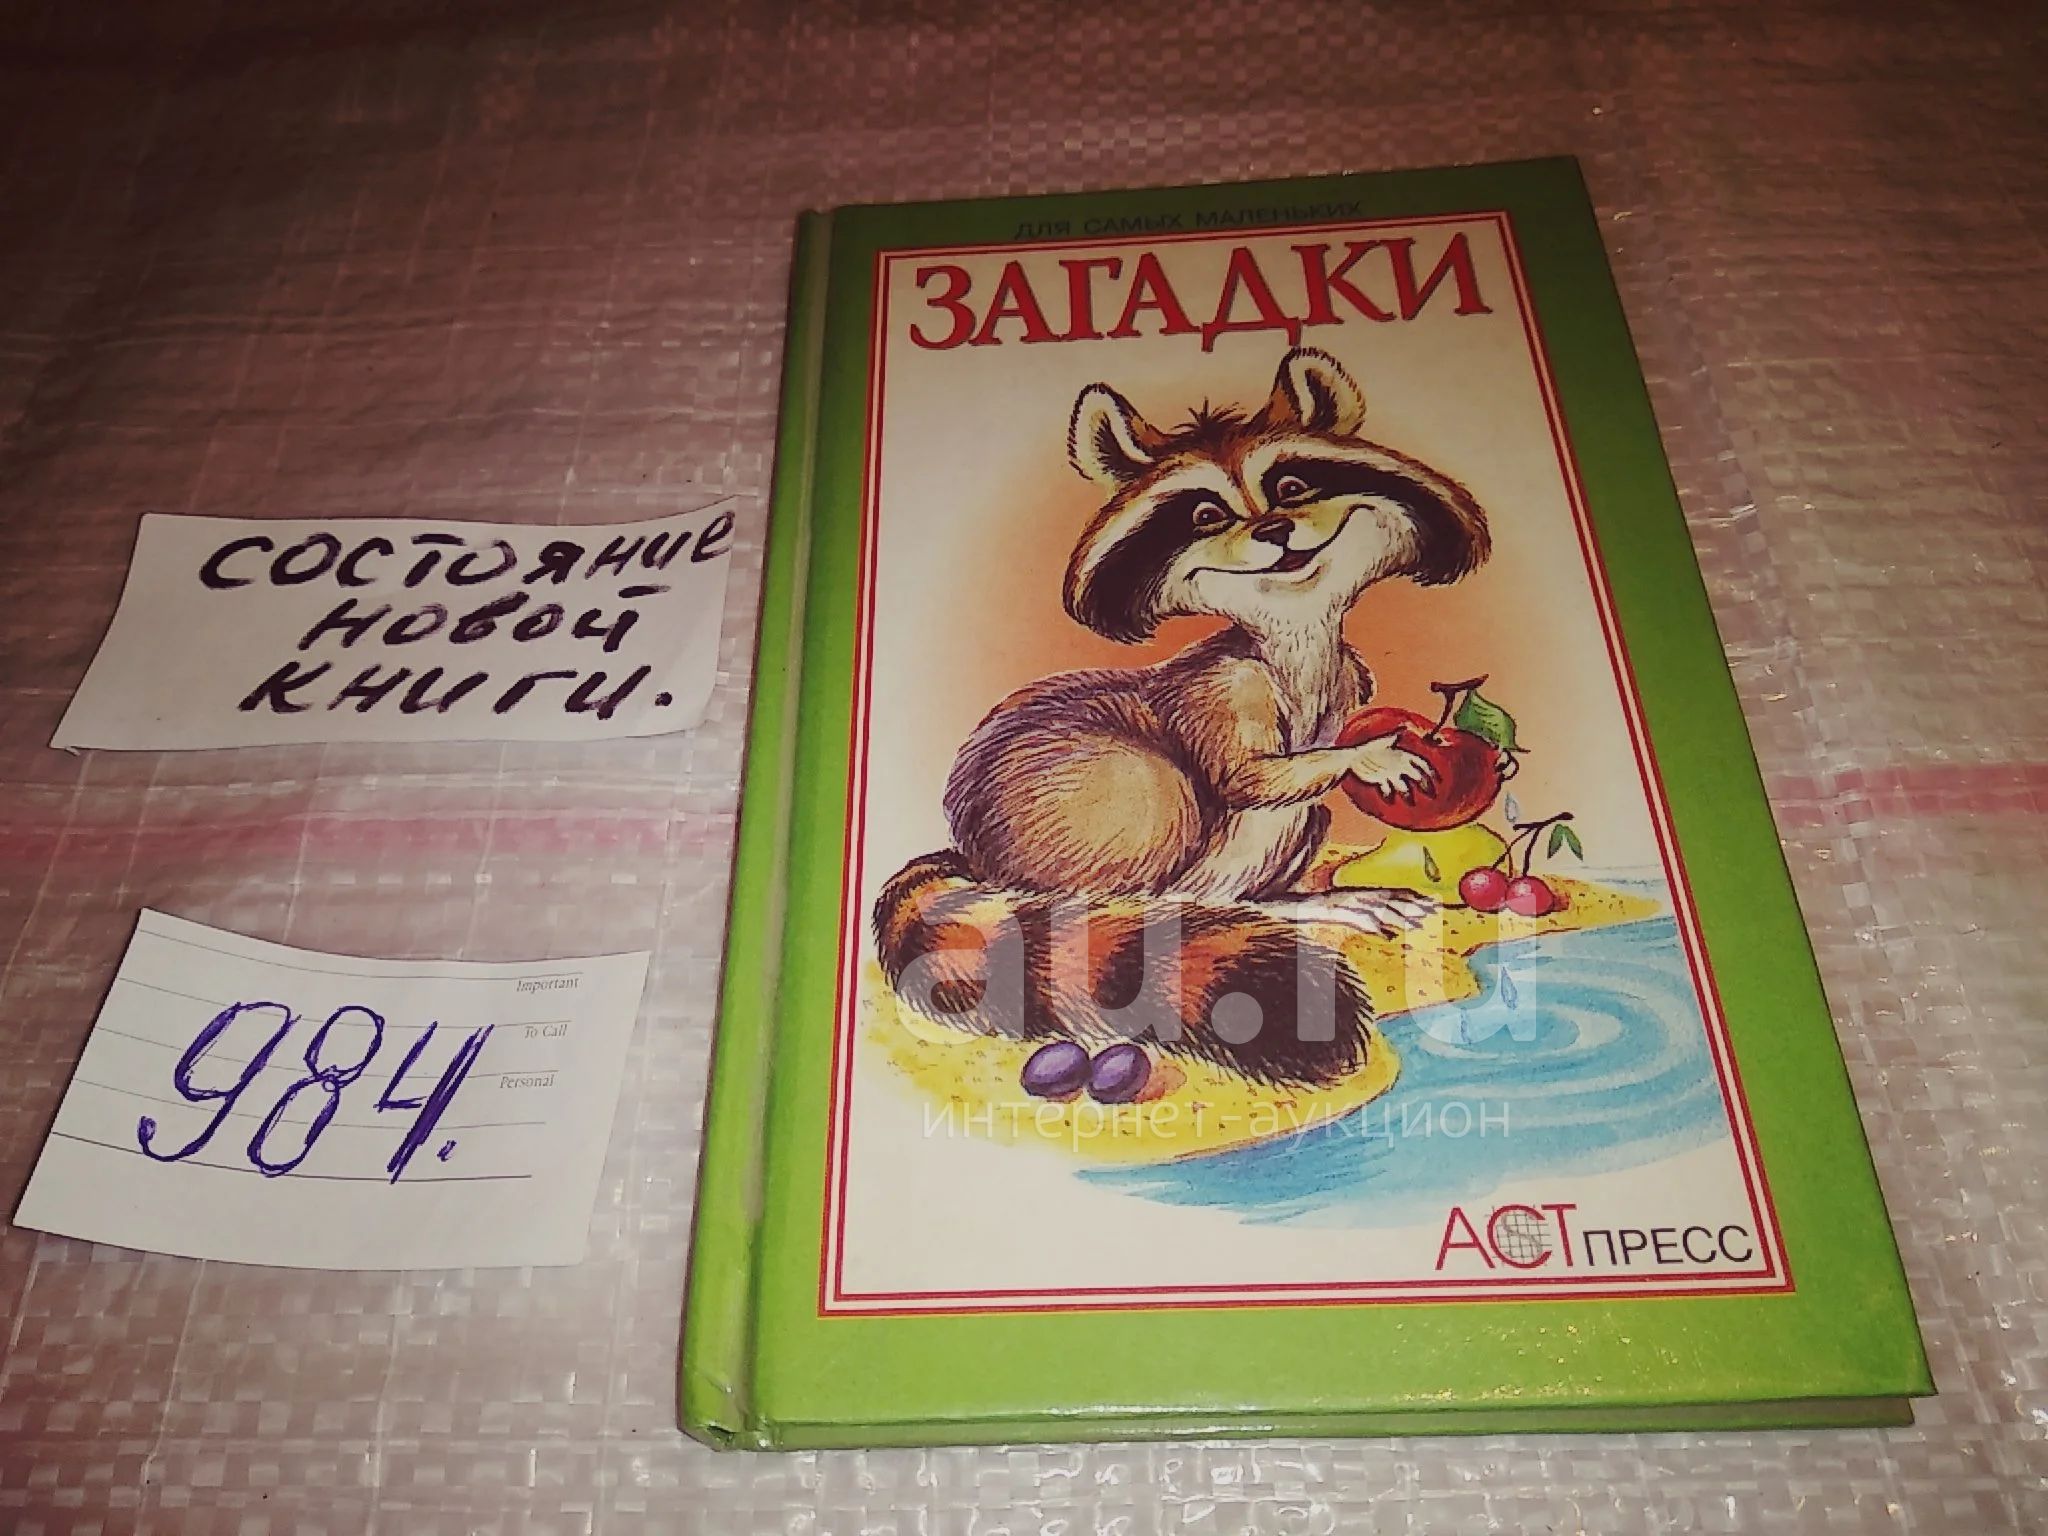 ДЛЯ САМЫХ МАЛЕНЬКИХ
ЗАГАДКИ
состояние
новой
книги.
Important
To Call
Personal
984.
au.ru
интернет-аукцион
АСТ ПРЕСС